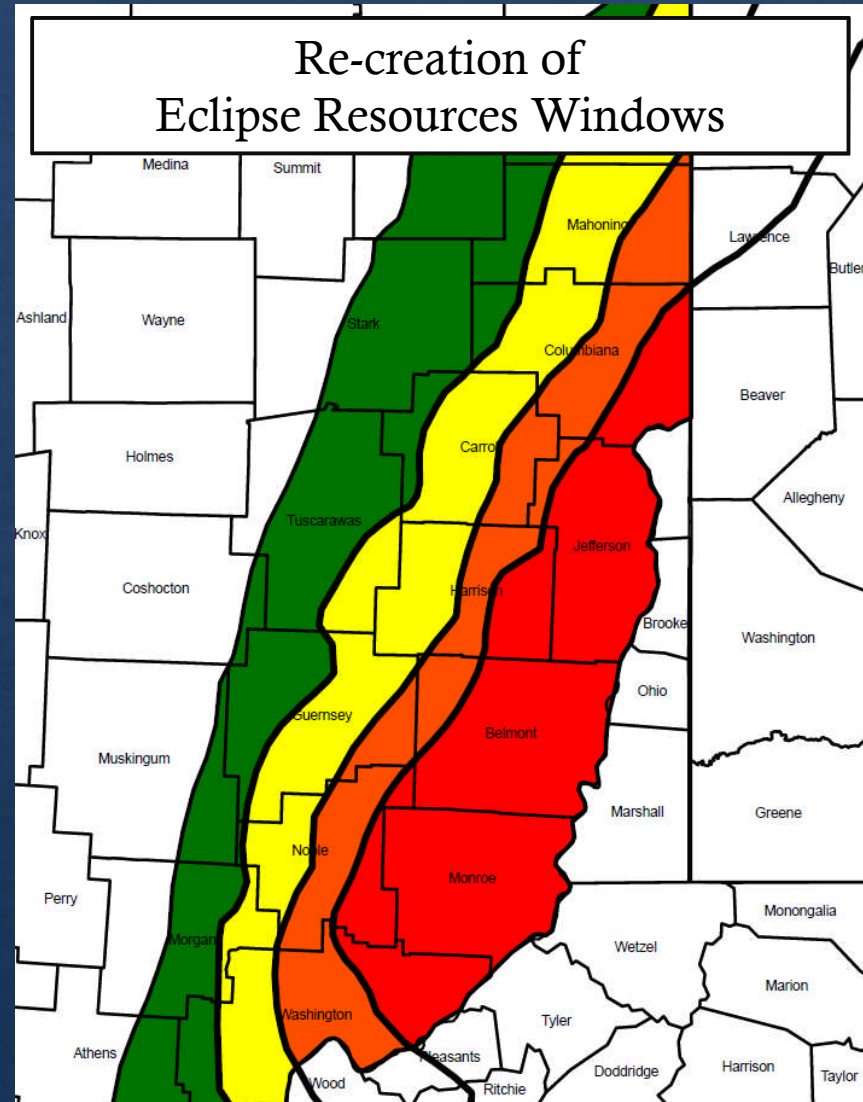 Re-creation of
Eclipse Resources Windows
Medina
Summit
Mahoning
Lawrence
Butler
Ashland
Wayne
Stark
Columbiana
Beaver
Holmes
Carroll
Allegheny
Knox
Tuscarawas
Jefferson
Coshocton
Harrison
Brooke
Washington
Ohio
Guernsey
Belmont
Muskingum
Marshall
Greene
Noble
Perry
Monroe
Monongalia
Morgan
Wetzel
Marion
Washington
Tyler
Athens
Pleasants
Doddridge
Harrison
Taylor
Wood
Ritchie